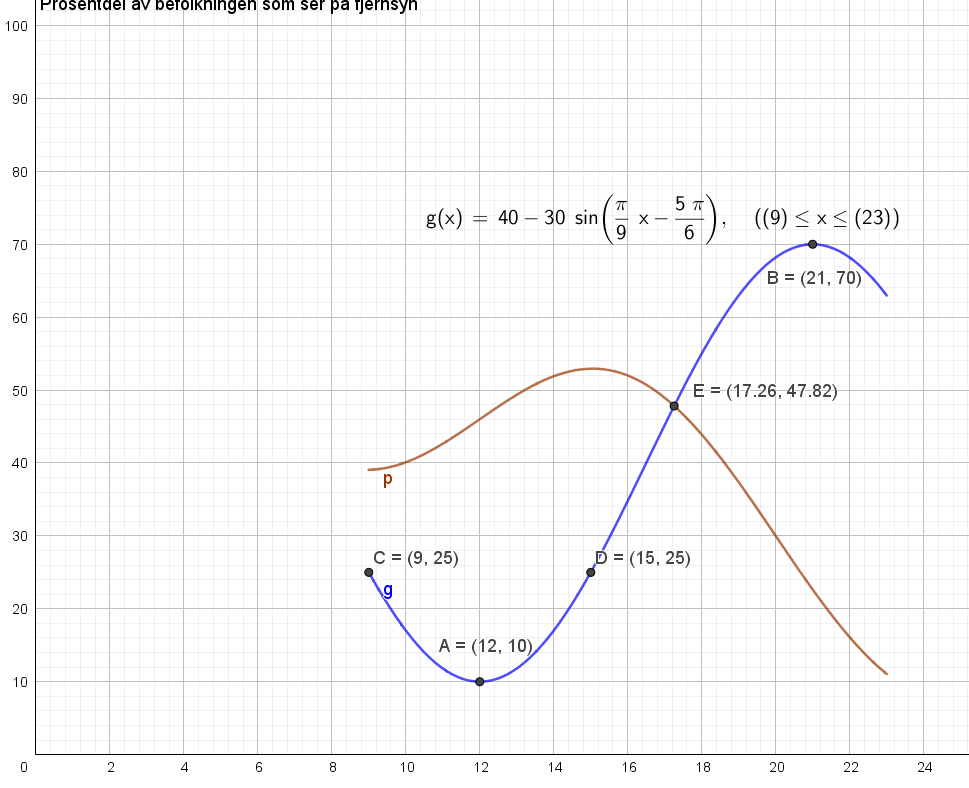 Prosentdel av befolkningen som ser på fjernsyn
100
90
80
g(x) = 40 − 30 sin(π/9 x − 5 π/6), ((9) ≤ x ≤ (23))
70
B = (21, 70)
60
50
E = (17.26, 47.82)
40
p
30
C = (9, 25)
D = (15, 25)
g
20
A = (12, 10)
10
0 2 4 6 8 10 12 14 16 18 20 22 24